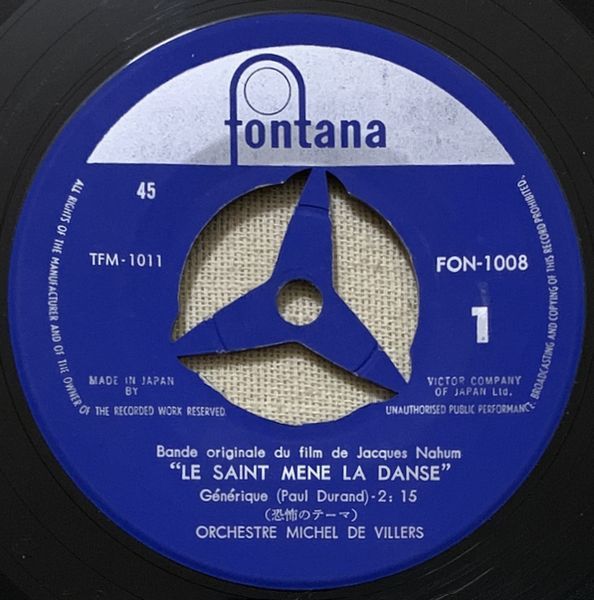 fontana
45
TFM-1011
FON-1008
1
MADE IN JAPAN
BY
VICTOR COMPANY
OF JAPAN Ltd.
ALL RIGHTS OF THE MANUFACTURER AND OF THE OWNER OF THE RECORDED WORK RESERVED.
UNAUTHORISED PUBLIC PERFORMANCE, BROADCASTING AND COPYING OF THIS RECORD PROHIBITED.
Bande originale du film de Jacques Nahum
“LE SAINT MENE LA DANSE”
Générique (Paul Durand)-2: 15
(恐怖のテーマ)
ORCHESTRE MICHEL DE VILLERS